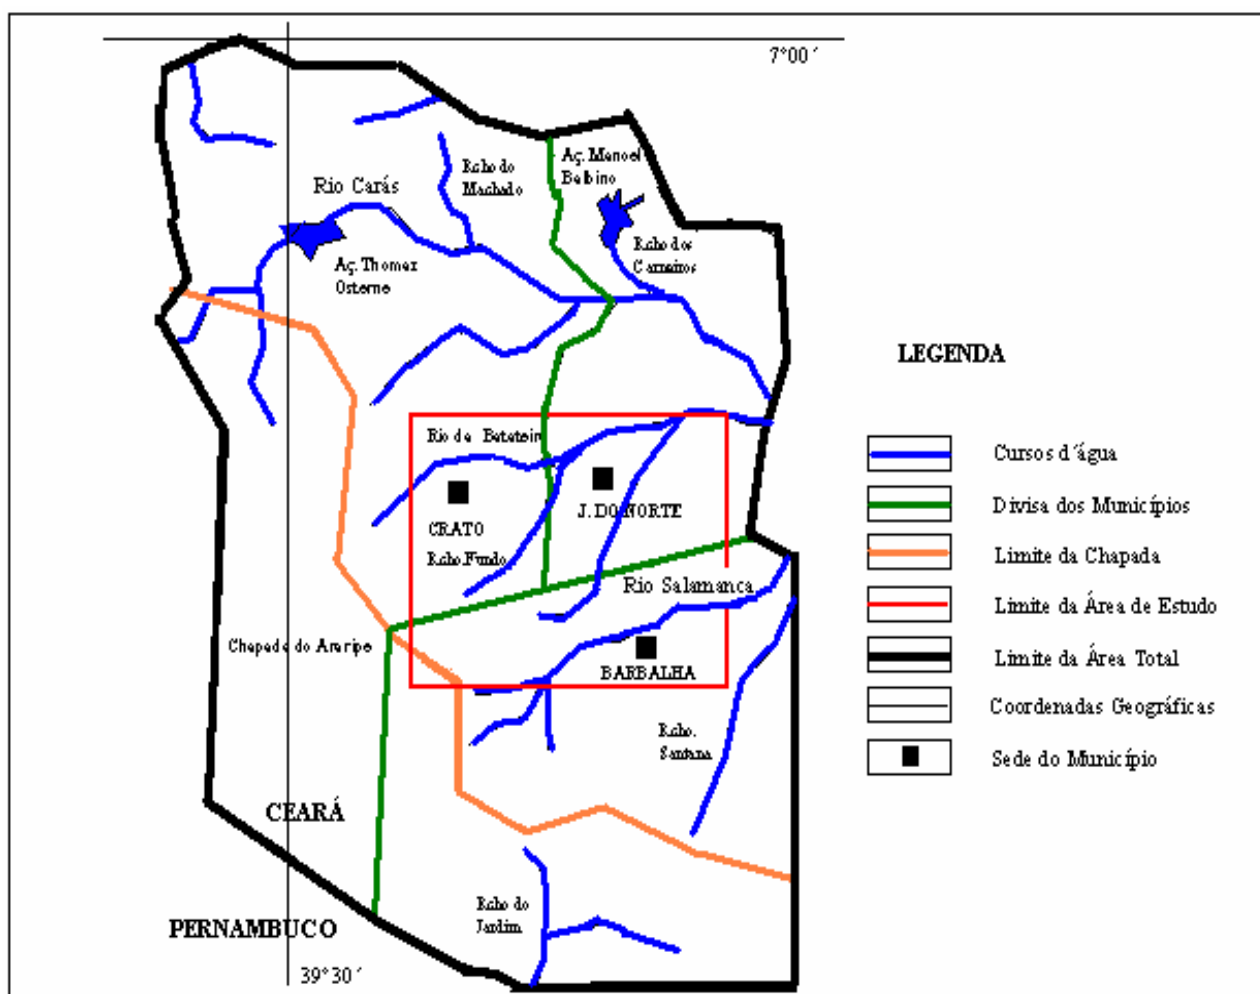 7°00´
Aç. Manoel
Balbino
Rcho do
Machado
Rio Carás
Rcho dos
Carneiros
Aç. Thomaz
Osterne
LEGENDA
Rio da Batateira
Cursos d´água
J. DO NORTE
Divisa dos Municípios
CRATO
Rcho Fundo
Limite da Chapada
Rio Salamanca
Limite da Área de Estudo
Chapada do Araripe
BARBALHA
Limite da Área Total
Coordenadas Geográficas
Rcho.
Santana
Sede do Município
CEARÁ
Rcho do
Jardim
PERNAMBUCO
39°30´